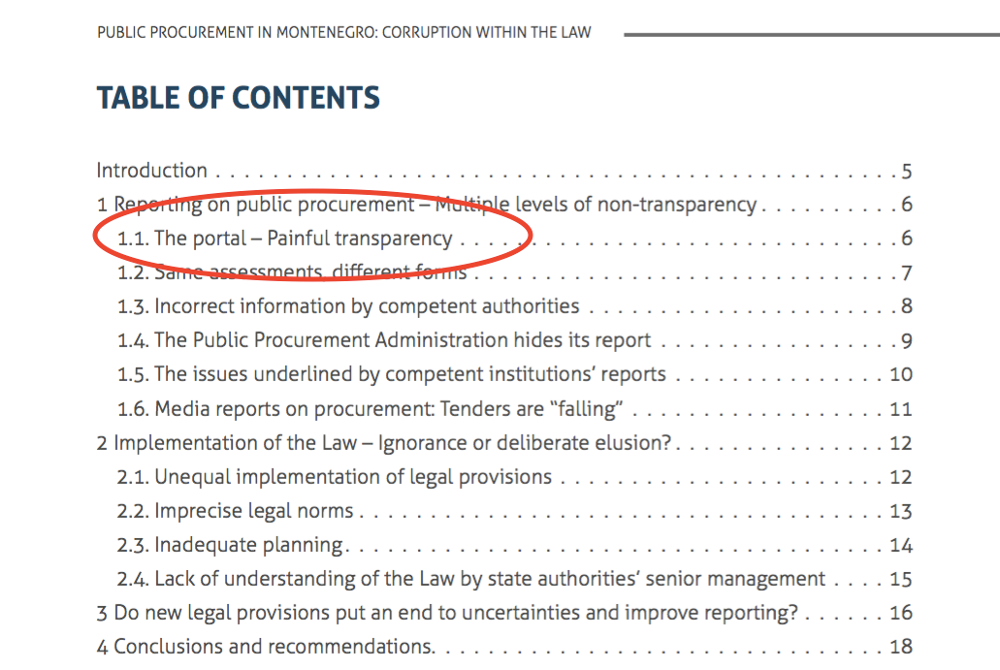 PUBLIC PROCUREMENT IN MONTENEGRO: CORRUPTION WITHIN THE LAW
TABLE OF CONTENTS
Introduction . . . . . . . . . . . . . . . . . . . . . . . . . . . . . . . . . . . . . . . . . . . . . . . . 5
1 Reporting on public procurement – Multiple levels of non-transparency . . . . . . . . . . 6
1.1. The portal – Painful transparency . . . . . . . . . . . . . . . . . . . . . . . . . . . . . . . 6
1.2. Same assessments, different forms . . . . . . . . . . . . . . . . . . . . . . . . . . . . . . 7
1.3. Incorrect information by competent authorities . . . . . . . . . . . . . . . . . . . . . . 8
1.4. The Public Procurement Administration hides its report . . . . . . . . . . . . . . . . . 9
1.5. The issues underlined by competent institutions’ reports . . . . . . . . . . . . . . . 10
1.6. Media reports on procurement: Tenders are “falling” . . . . . . . . . . . . . . . . . . 11
2 Implementation of the Law – Ignorance or deliberate elusion? . . . . . . . . . . . . . . . 12
2.1. Unequal implementation of legal provisions . . . . . . . . . . . . . . . . . . . . . . . 12
2.2. Imprecise legal norms . . . . . . . . . . . . . . . . . . . . . . . . . . . . . . . . . . . . . 13
2.3. Inadequate planning. . . . . . . . . . . . . . . . . . . . . . . . . . . . . . . . . . . . . . 14
2.4. Lack of understanding of the Law by state authorities’ senior management . . . . 15
3 Do new legal provisions put an end to uncertainties and improve reporting? . . . . . . 16
4 Conclusions and recommendations. . . . . . . . . . . . . . . . . . . . . . . . . . . . . . . . 18